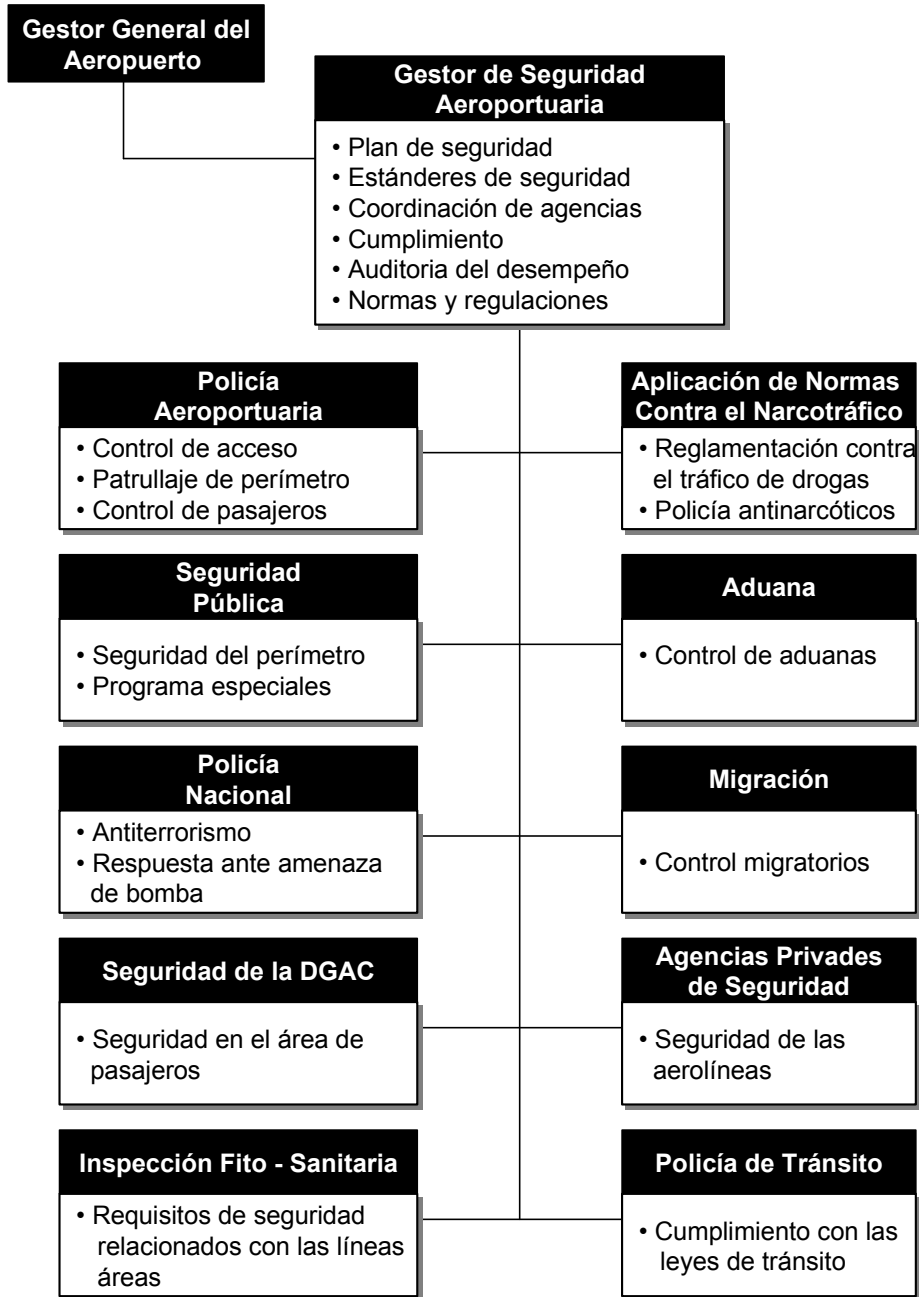 Gestor General del
Aeropuerto
Gestor de Seguridad
Aeroportuaria
• Plan de seguridad
• Estánderes de seguridad
• Coordinación de agencias
• Cumplimiento
• Auditoria del desempeño
• Normas y regulaciones
Policía
Aeroportuaria
• Control de acceso
• Patrullaje de perímetro
• Control de pasajeros
Aplicación de Normas
Contra el Narcotráfico
• Reglamentación contra
el tráfico de drogas
• Policía antinarcóticos
Seguridad
Pública
• Seguridad del perímetro
• Programa especiales
Aduana
• Control de aduanas
Policía
Nacional
• Antiterrorismo
• Respuesta ante amenaza
de bomba
Migración
• Control migratorios
Seguridad de la DGAC
• Seguridad en el área de
pasajeros
Agencias Privades
de Seguridad
• Seguridad de las
aerolíneas
Inspección Fito - Sanitaria
• Requisitos de seguridad
relacionados con las líneas
áreas
Policía de Tránsito
• Cumplimiento con las
leyes de tránsito